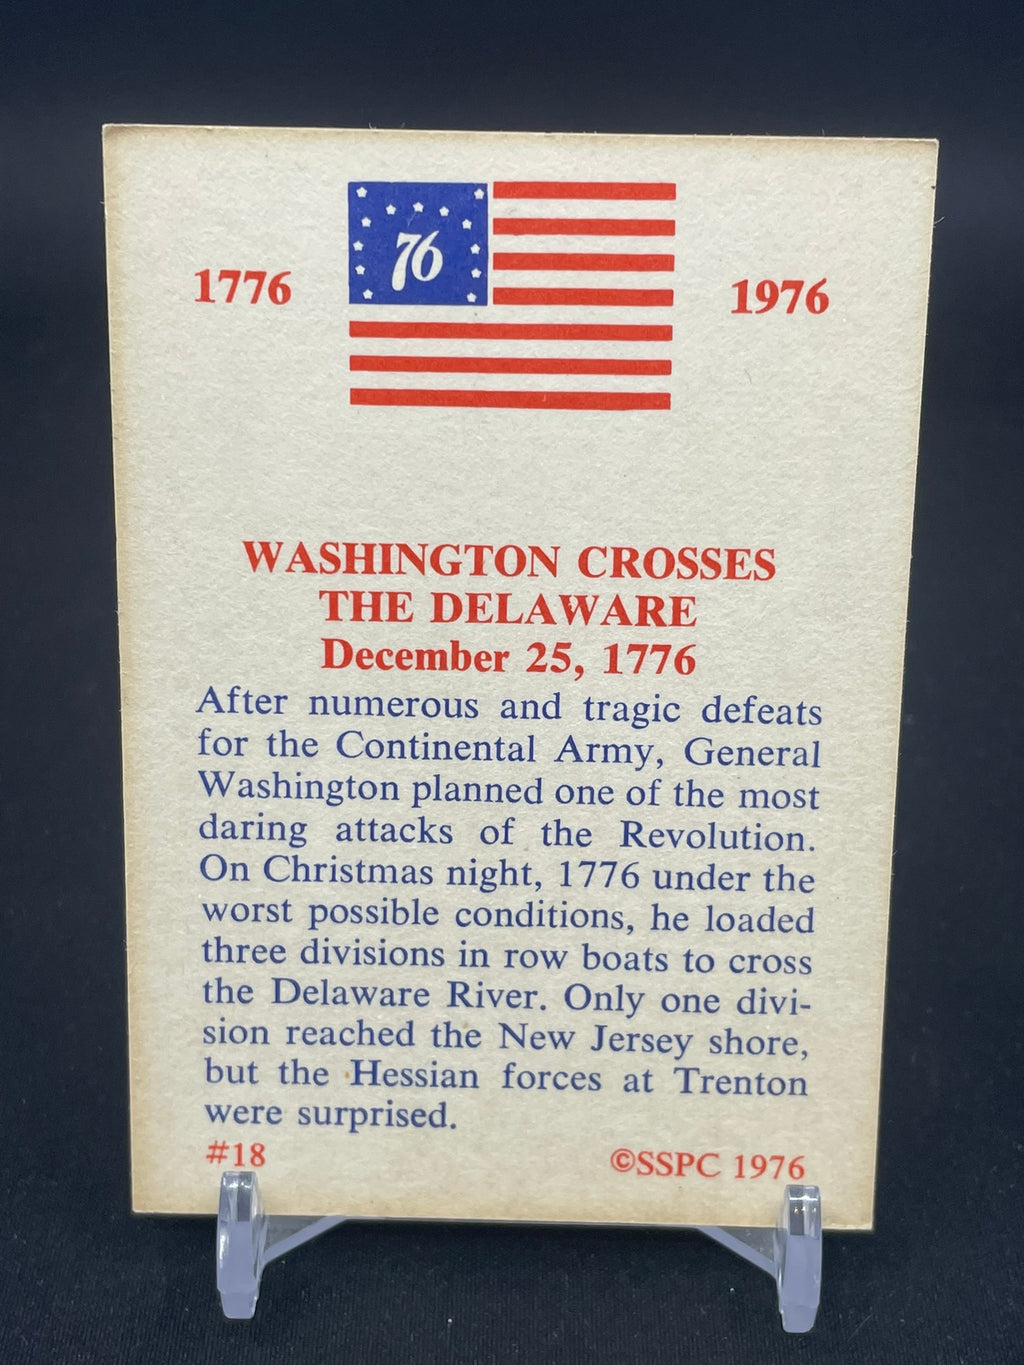 76
1776
1976
WASHINGTON CROSSES
THE DELAWARE
December 25, 1776
After numerous and tragic defeats
for the Continental Army, General
Washington planned one of the most
daring attacks of the Revolution.
On Christmas night, 1776 under the
worst possible conditions, he loaded
three divisions in row boats to cross
the Delaware River. Only one divi-
sion reached the New Jersey shore,
but the Hessian forces at Trenton
were surprised.
#18
©SSPC 1976